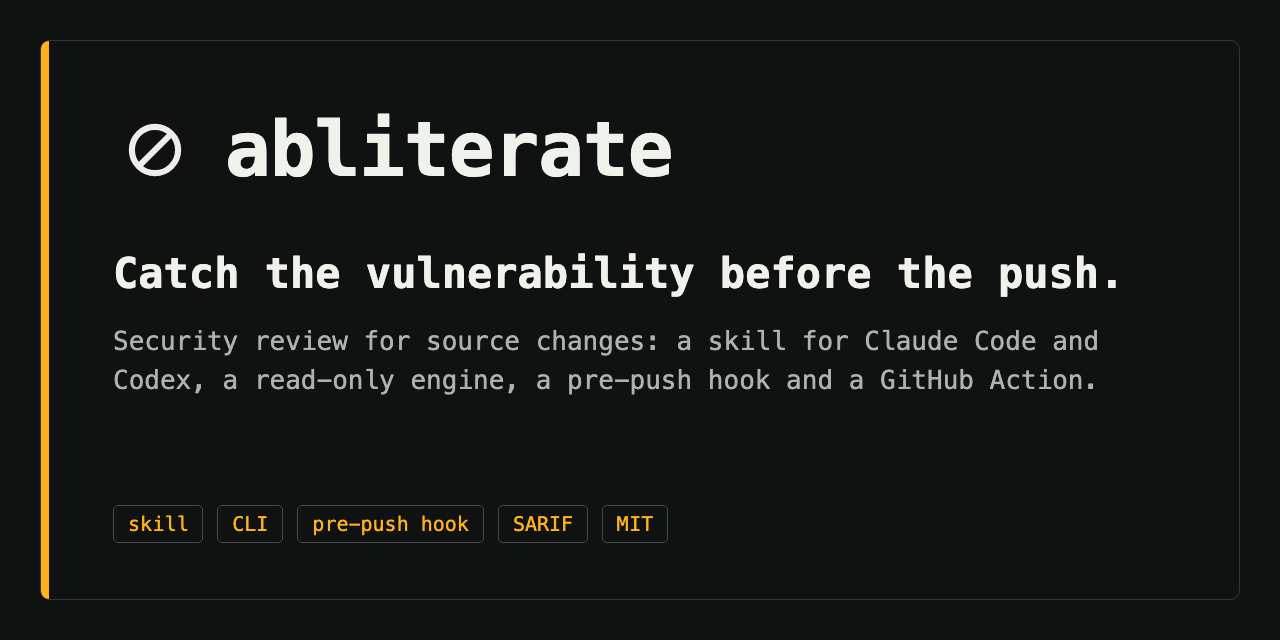 abliterate
Catch the vulnerability before the push.
Security review for source changes: a skill for Claude Code and
Codex, a read-only engine, a pre-push hook and a GitHub Action.
skill CLI pre-push hook SARIF MIT